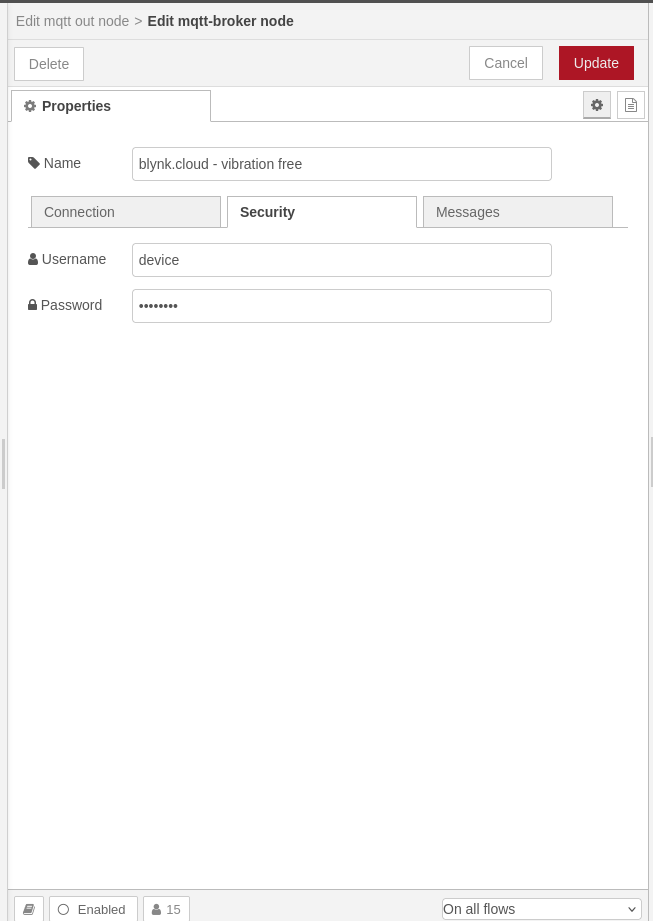 Edit mqtt out node > Edit mqtt-broker node
Delete
Cancel
Update
Properties
Name
blynk.cloud - vibration free
Connection
Security
Messages
Username
device
Password
••••••••
Enabled
15
On all flows